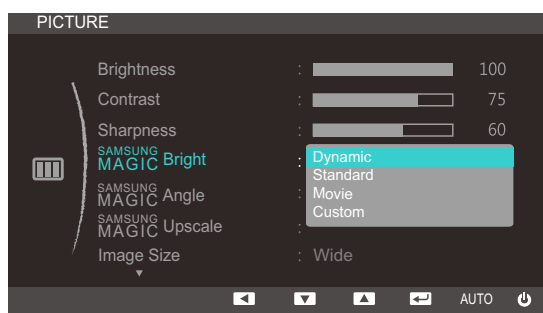 PICTURE
Brightness : 100
Contrast : 75
Sharpness : 60
SAMSUNG MAGIC Bright : Dynamic
Standard
SAMSUNG MAGIC Angle : Movie
Custom
SAMSUNG MAGIC Upscale :
Image Size : Wide
AUTO